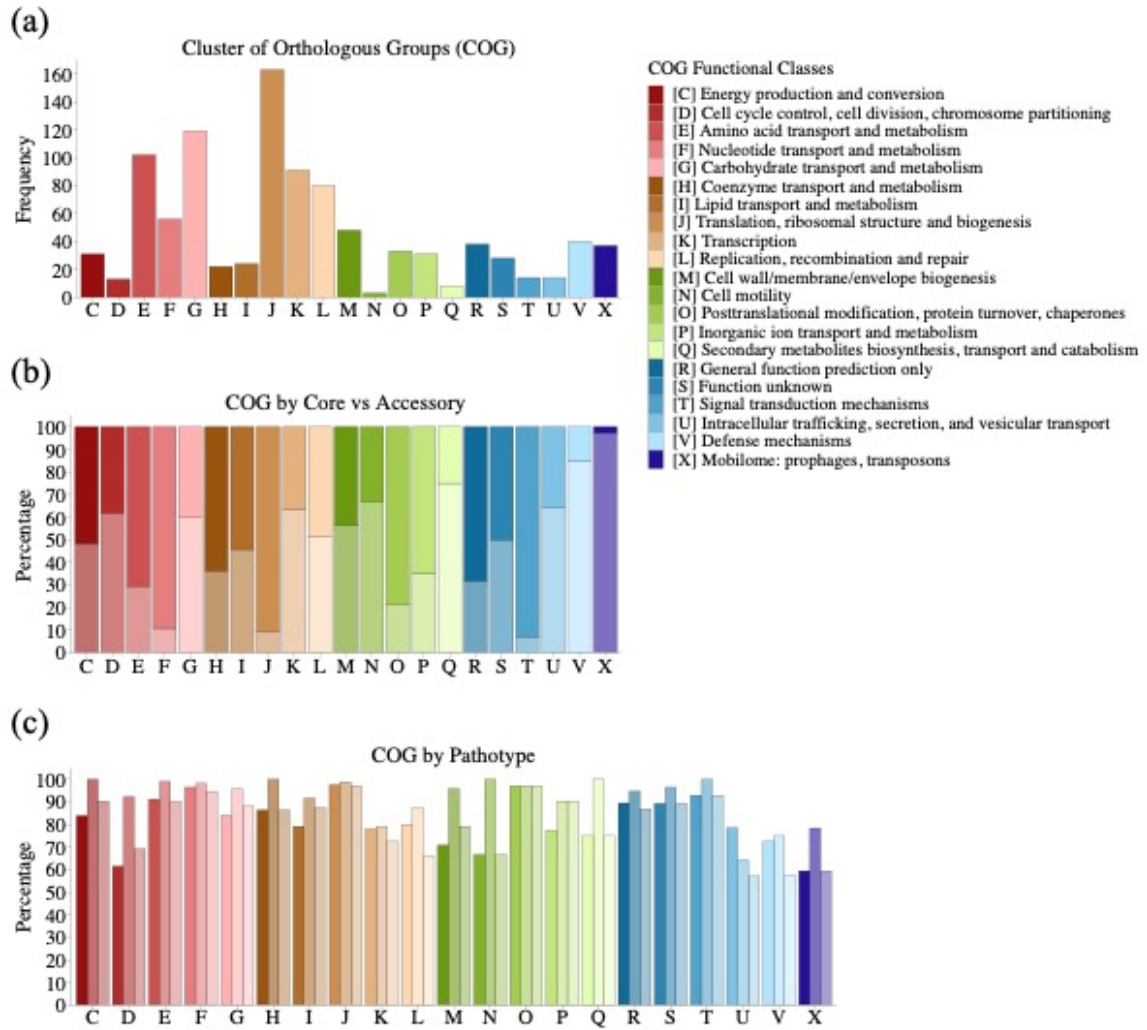 (a)
Cluster of Orthologous Groups (COG)
160
140
120
100
80
60
40
20
0
Frequency
C D E F G H I J K L M N O P Q R S T U V X
COG Functional Classes
[C] Energy production and conversion
[D] Cell cycle control, cell division, chromosome partitioning
[E] Amino acid transport and metabolism
[F] Nucleotide transport and metabolism
[G] Carbohydrate transport and metabolism
[H] Coenzyme transport and metabolism
[I] Lipid transport and metabolism
[J] Translation, ribosomal structure and biogenesis
[K] Transcription
[L] Replication, recombination and repair
[M] Cell wall/membrane/envelope biogenesis
[N] Cell motility
[O] Posttranslational modification, protein turnover, chaperones
[P] Inorganic ion transport and metabolism
[Q] Secondary metabolites biosynthesis, transport and catabolism
[R] General function prediction only
[S] Function unknown
[T] Signal transduction mechanisms
[U] Intracellular trafficking, secretion, and vesicular transport
[V] Defense mechanisms
[X] Mobilome: prophages, transposons
(b)
COG by Core vs Accessory
100
90
80
70
60
50
40
30
20
10
0
Percentage
C D E F G H I J K L M N O P Q R S T U V X
(c)
COG by Pathotype
100
90
80
70
60
50
40
30
20
10
0
Percentage
C D E F G H I J K L M N O P Q R S T U V X